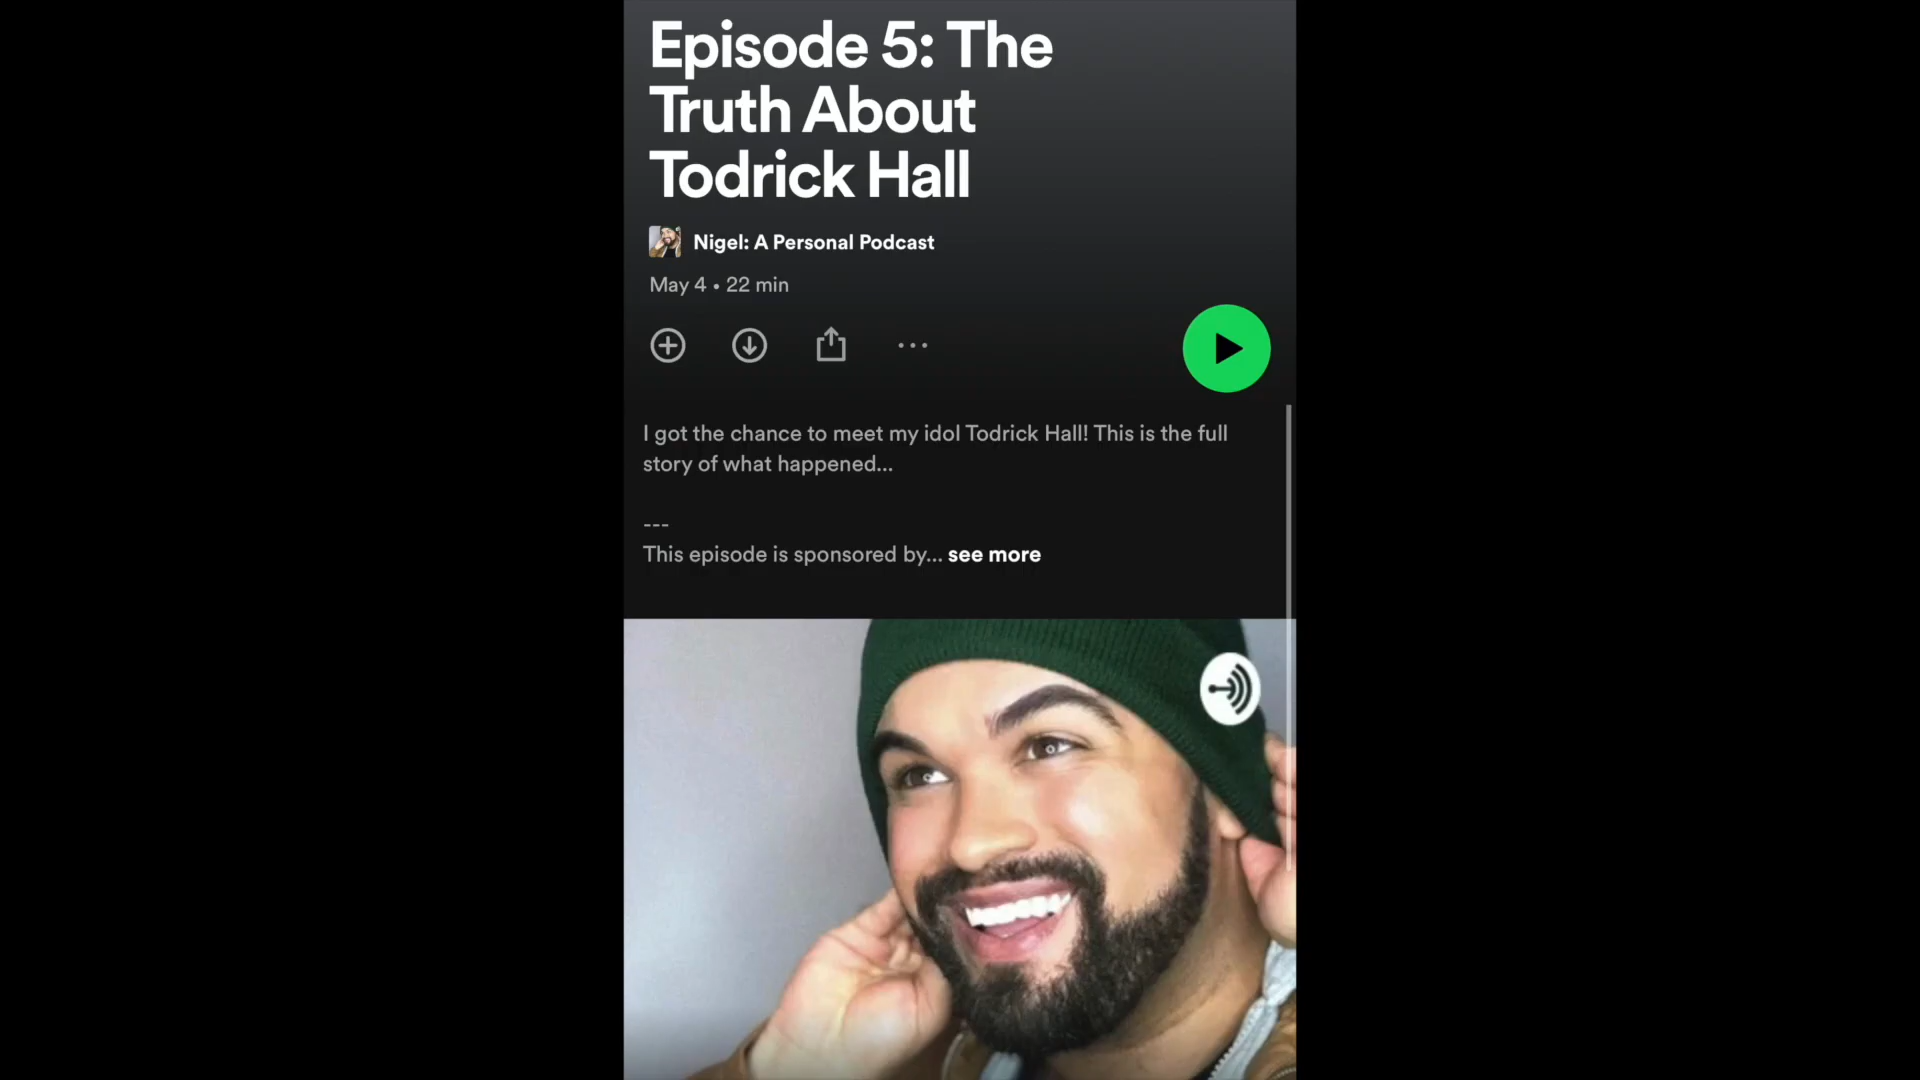 Episode 5: The
Truth About
Todrick Hall
Nigel: A Personal Podcast
May 4 • 22 min
I got the chance to meet my idol Todrick Hall! This is the full
story of what happened...
---
This episode is sponsored by... see more